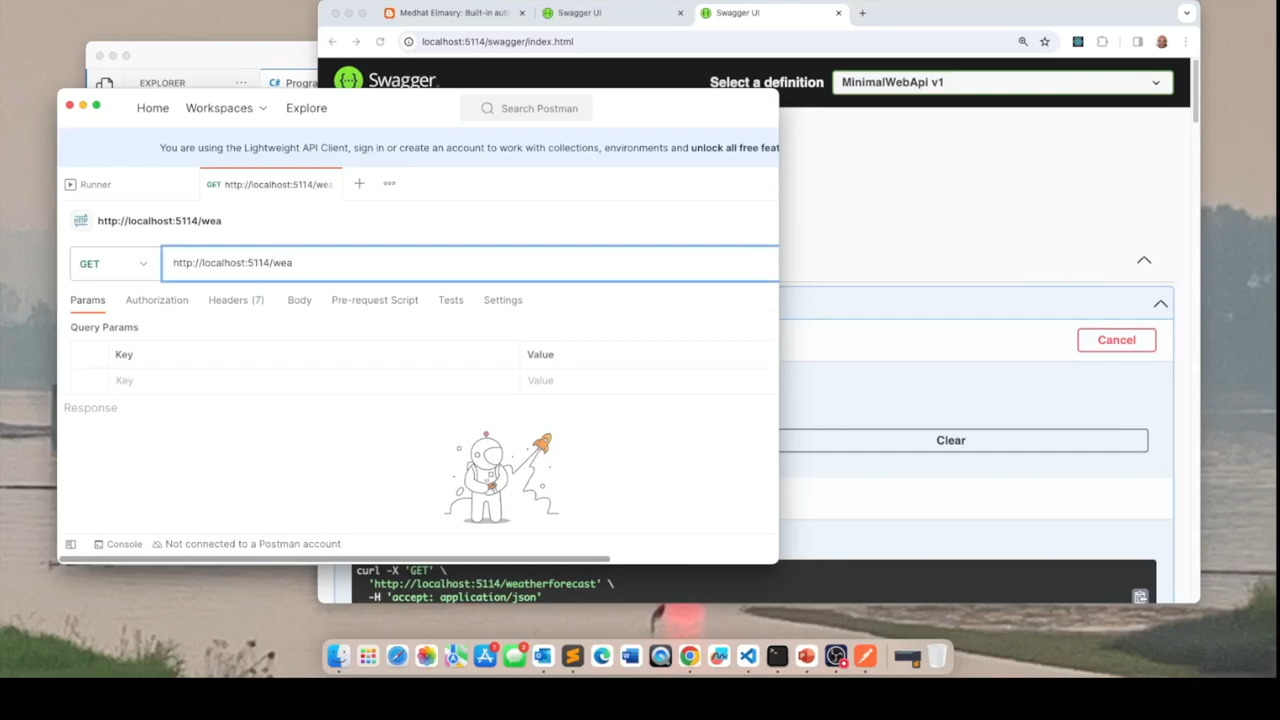 Medhat Elmasry: Built-in aut
Swagger UI
Swagger UI
localhost:5114/swagger/index.html
EXPLORER
C# Progra
Swagger
Select a definition
MinimalWebApi v1
Home
Workspaces
Explore
Search Postman
You are using the Lightweight API Client, sign in or create an account to work with collections, environments and unlock all free feat
Runner
GET http://localhost:5114/wea
HTTP
http://localhost:5114/wea
GET
http://localhost:5114/wea
Params
Authorization
Headers (7)
Body
Pre-request Script
Tests
Settings
Query Params
Key
Value
Key
Value
Response
Console
Not connected to a Postman account
Cancel
Clear
curl -X 'GET' \
'http://localhost:5114/weatherforecast' \
-H 'accept: application/json'